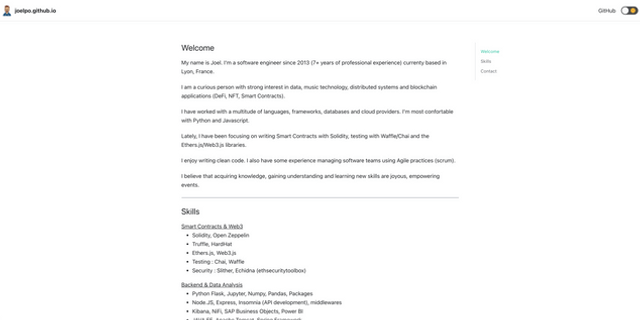 joelpo.github.io
GitHub
Welcome
My name is Joel. I'm a software engineer since 2013 (7+ years of professional experience) currenty based in
Lyon, France.
I am a curious person with strong interest in data, music technology, distributed systems and blockchain
applications (DeFi, NFT, Smart Contracts).
I have worked with a multitude of languages, frameworks, databases and cloud providers. I'm most confortable
with Python and Javascript.
Lately, I have been focusing on writing Smart Contracts with Solidity, testing with Waffle/Chai and the
Ethers.js/Web3.js libraries.
I enjoy writing clean code. I also have some experience managing software teams using Agile practices (scrum).
I believe that acquiring knowledge, gaining understanding and learning new skills are joyous, empowering
events.
Skills
Smart Contracts & Web3
Solidity, Open Zeppelin
Truffle, HardHat
Ethers.js, Web3.js
Testing : Chai, Waffle
Security : Slither, Echidna (ethsecuritytoolbox)
Backend & Data Analysis
Python Flask, Jupyter, Numpy, Pandas, Packages
Node.JS, Express, Insomnia (API development), middlewares
Kibana, NiFi, SAP Business Objects, Power BI
Welcome
Skills
Contact